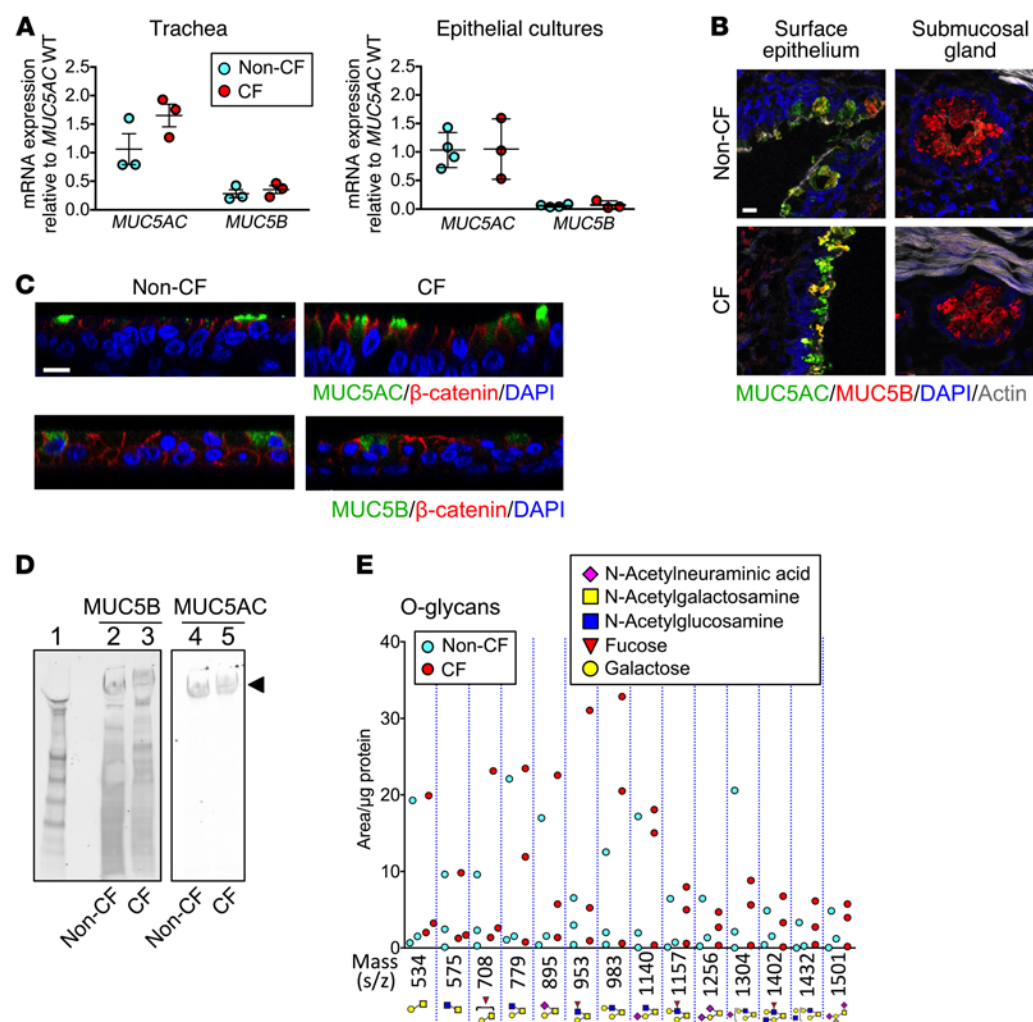 A
Trachea
mRNA expression
relative to MUC5AC WT
2.5
2.0
1.5
1.0
0.5
0.0
Non-CF
CF
MUC5AC
MUC5B
Epithelial cultures
mRNA expression
relative to MUC5AC WT
2.5
2.0
1.5
1.0
0.5
0.0
MUC5AC
MUC5B
B
Surface
epithelium
Submucosal
gland
Non-CF
CF
MUC5AC/MUC5B/DAPI/Actin
C
Non-CF
CF
MUC5AC/β-catenin/DAPI
MUC5B/β-catenin/DAPI
D
MUC5B
MUC5AC
1
2
3
4
5
Non-CF
CF
Non-CF
CF
E
O-glycans
Non-CF
CF
N-Acetylneuraminic acid
N-Acetylgalactosamine
N-Acetylglucosamine
Fucose
Galactose
Area/µg protein
40
30
20
10
0
Mass
(s/z)
534
575
708
779
895
953
983
1140
1157
1256
1304
1402
1432
1501